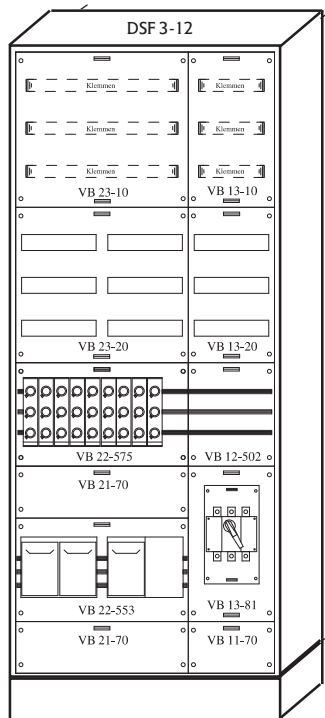 DSF 3-12
Klemmen Klemmen
Klemmen Klemmen
Klemmen Klemmen
VB 23-10 VB 13-10
VB 23-20 VB 13-20
VB 22-575 VB 12-502
VB 21-70
VB 22-553 VB 13-81
VB 21-70 VB 11-70